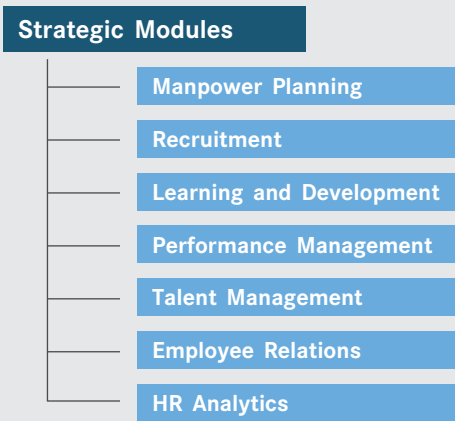 Strategic Modules
Manpower Planning
Recruitment
Learning and Development
Performance Management
Talent Management
Employee Relations
HR Analytics